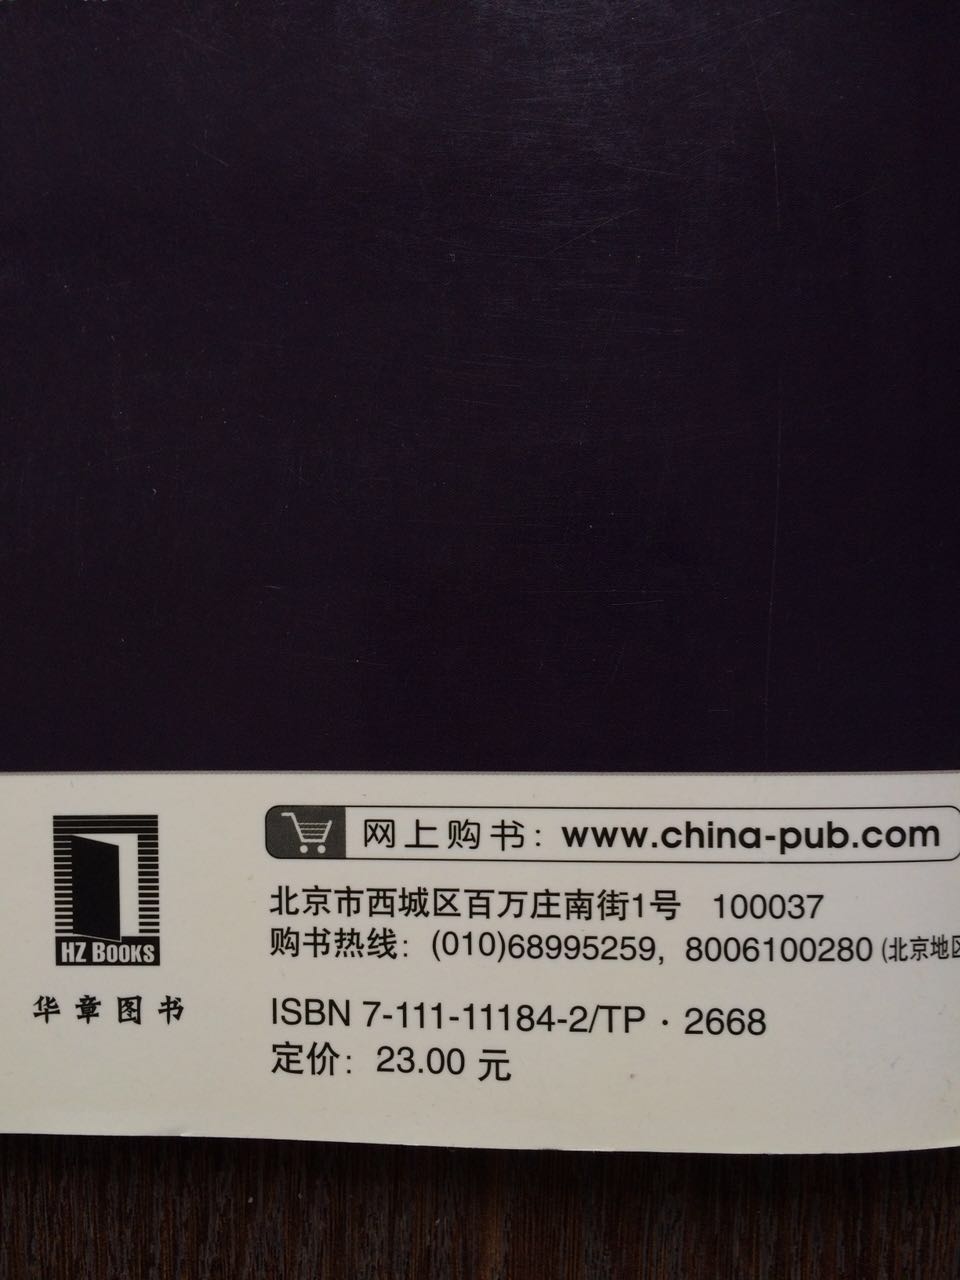 网上购书：www.china-pub.com
北京市西城区百万庄南街1号 100037
购书热线：(010)68995259, 8006100280 (北京地区
HZ BOOKS
华章图书
ISBN 7-111-11184-2/TP · 2668
定价：23.00 元